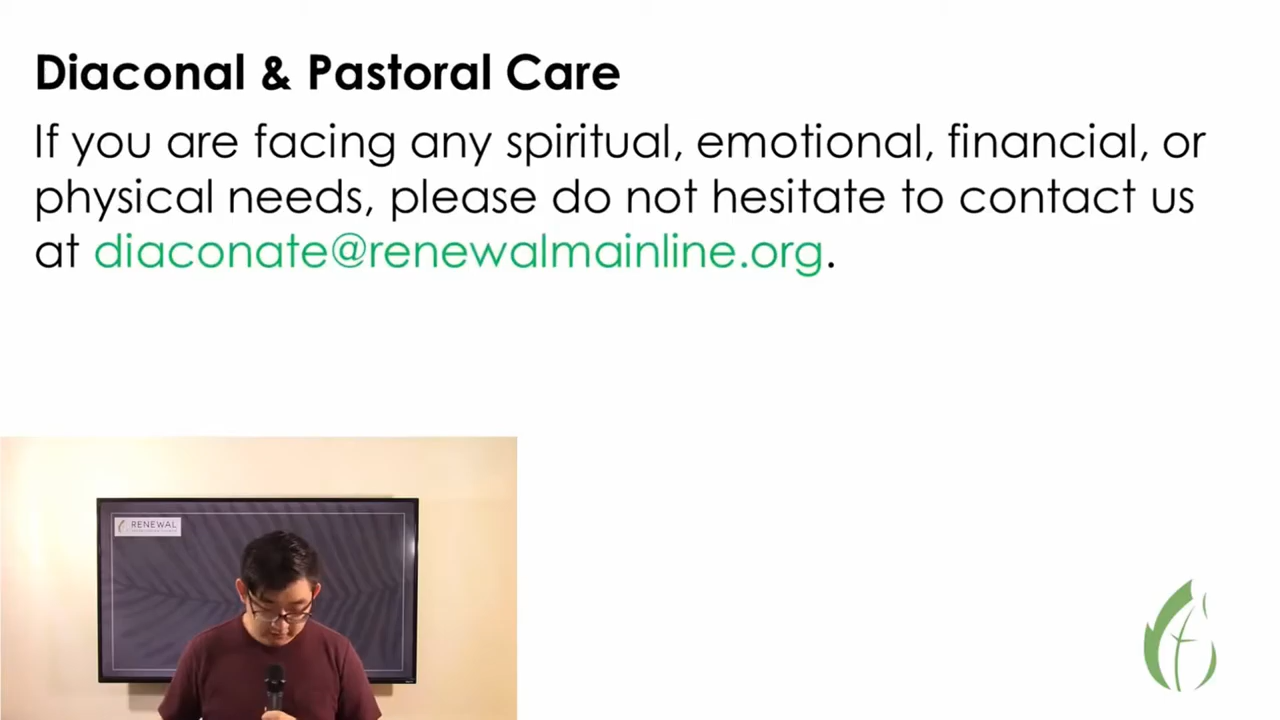 Diaconal & Pastoral Care
If you are facing any spiritual, emotional, financial, or
physical needs, please do not hesitate to contact us
at diaconate@renewalmainline.org.
RENEWAL